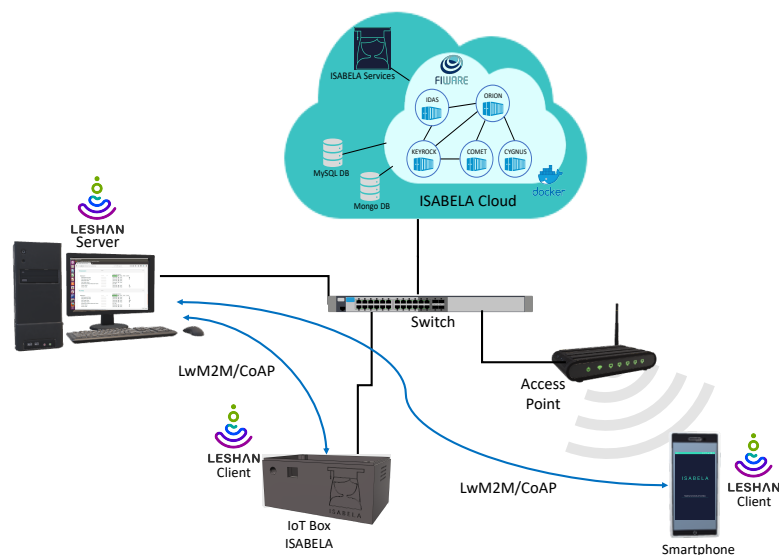 ISABELA Services
FIWARE
IDAS
ORION
KEYROCK
COMET
CYGNUS
MySQL DB
Mongo DB
docker
ISABELA Cloud
LESHAN
Server
Switch
LwM2M/CoAP
Access
Point
LESHAN
Client
ISABELA
IoT Box
ISABELA
LwM2M/CoAP
ISABELA
LESHAN
Client
Smartphone